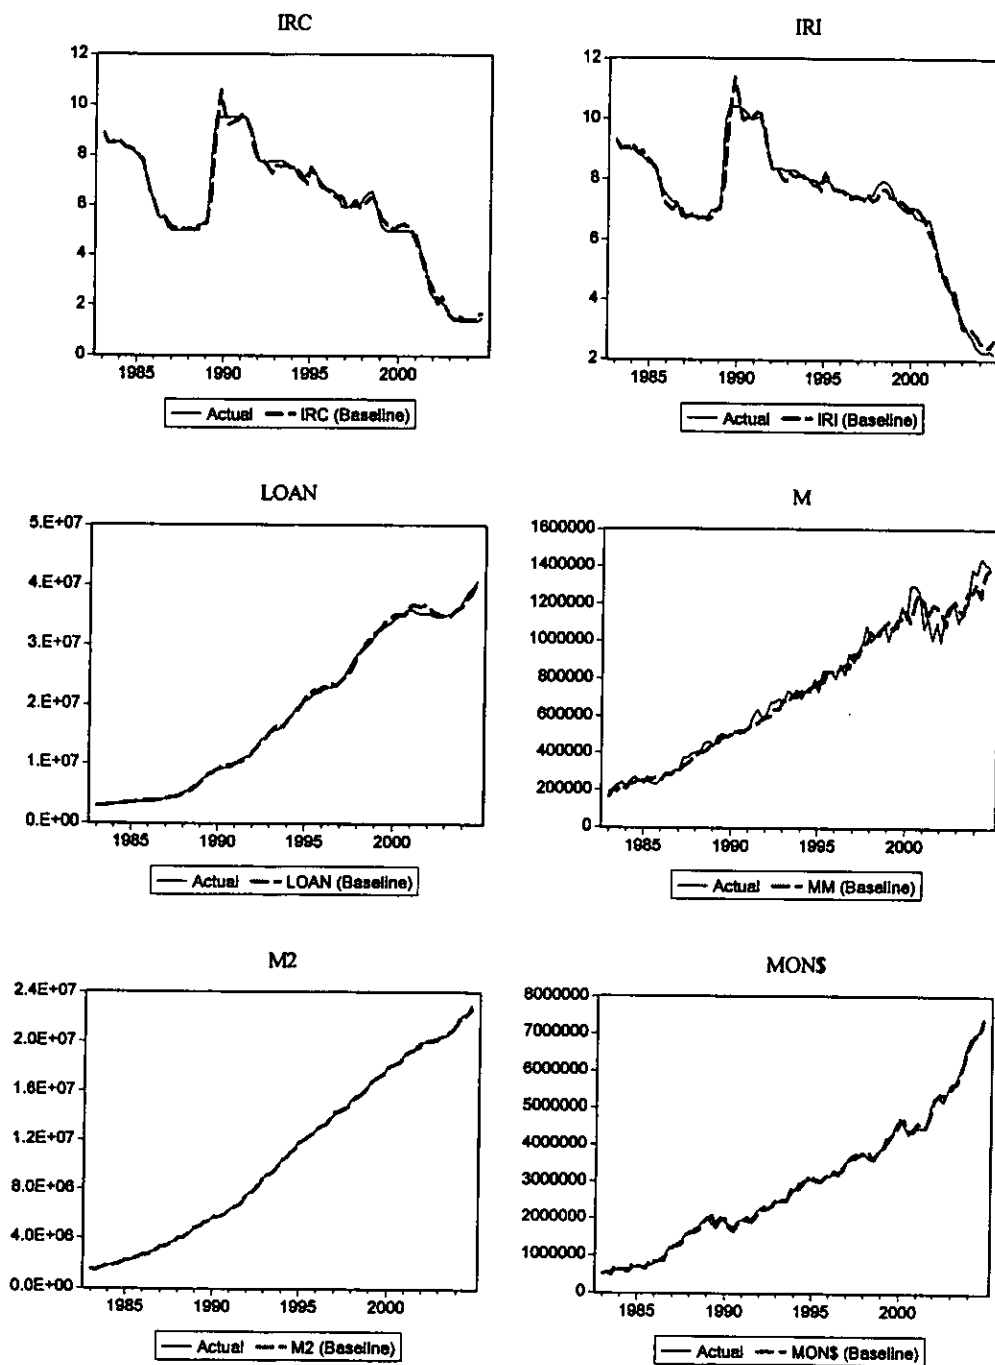 IRC
12
10
8
6
4
2
0
1985 1990 1995 2000
Actual IRC (Baseline)
IRI
12
10
8
6
4
2
1985 1990 1995 2000
Actual IRI (Baseline)
LOAN
5.E+07
4.E+07
3.E+07
2.E+07
1.E+07
0.E+00
1985 1990 1995 2000
Actual LOAN (Baseline)
M
1600000
1400000
1200000
1000000
800000
600000
400000
200000
0
1985 1990 1995 2000
Actual MM (Baseline)
M2
2.4E+07
2.0E+07
1.6E+07
1.2E+07
8.0E+06
4.0E+06
0.0E+00
1985 1990 1995 2000
Actual M2 (Baseline)
MON$
8000000
7000000
6000000
5000000
4000000
3000000
2000000
1000000
0
1985 1990 1995 2000
Actual MON$ (Baseline)